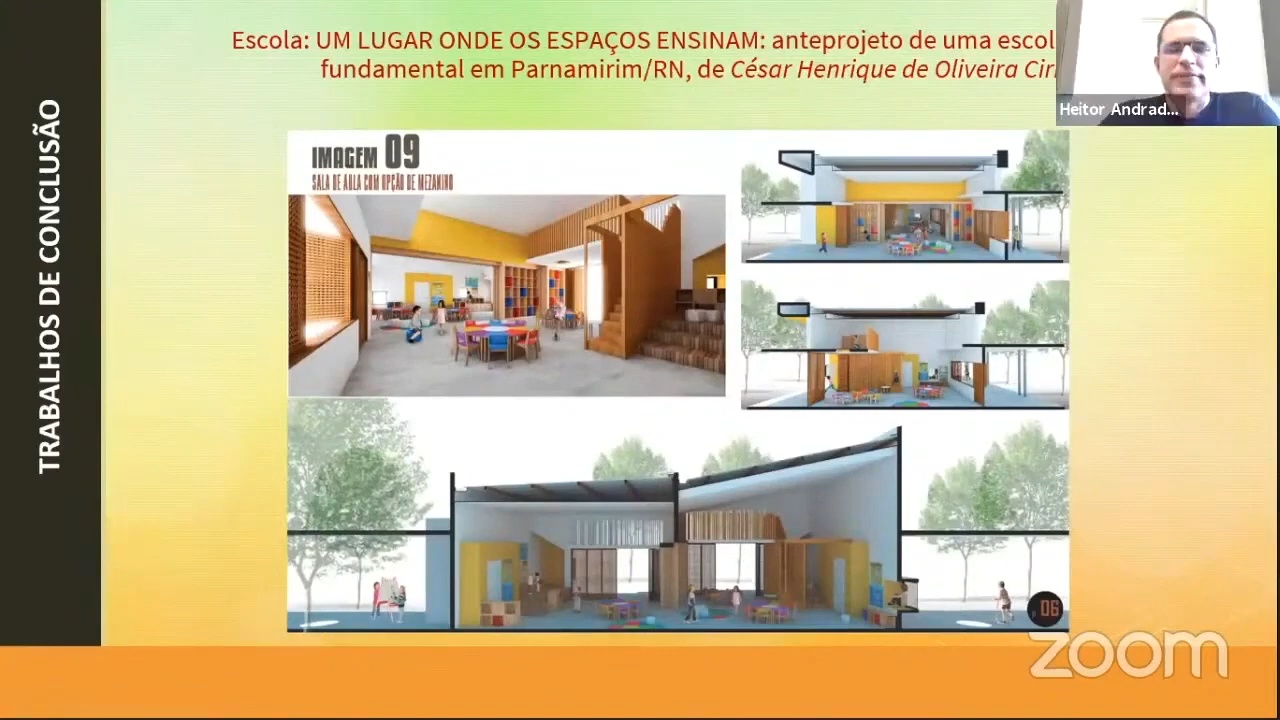 Escola: UM LUGAR ONDE OS ESPAÇOS ENSINAM: anteprojeto de uma escol
fundamental em Parnamirim/RN, de César Henrique de Oliveira Cir
Heitor Andrad...
TRABALHOS DE CONCLUSÃO
IMAGEM 09
SALA DE AULA COM OPÇÃO DE MEZANINO
06
zoom